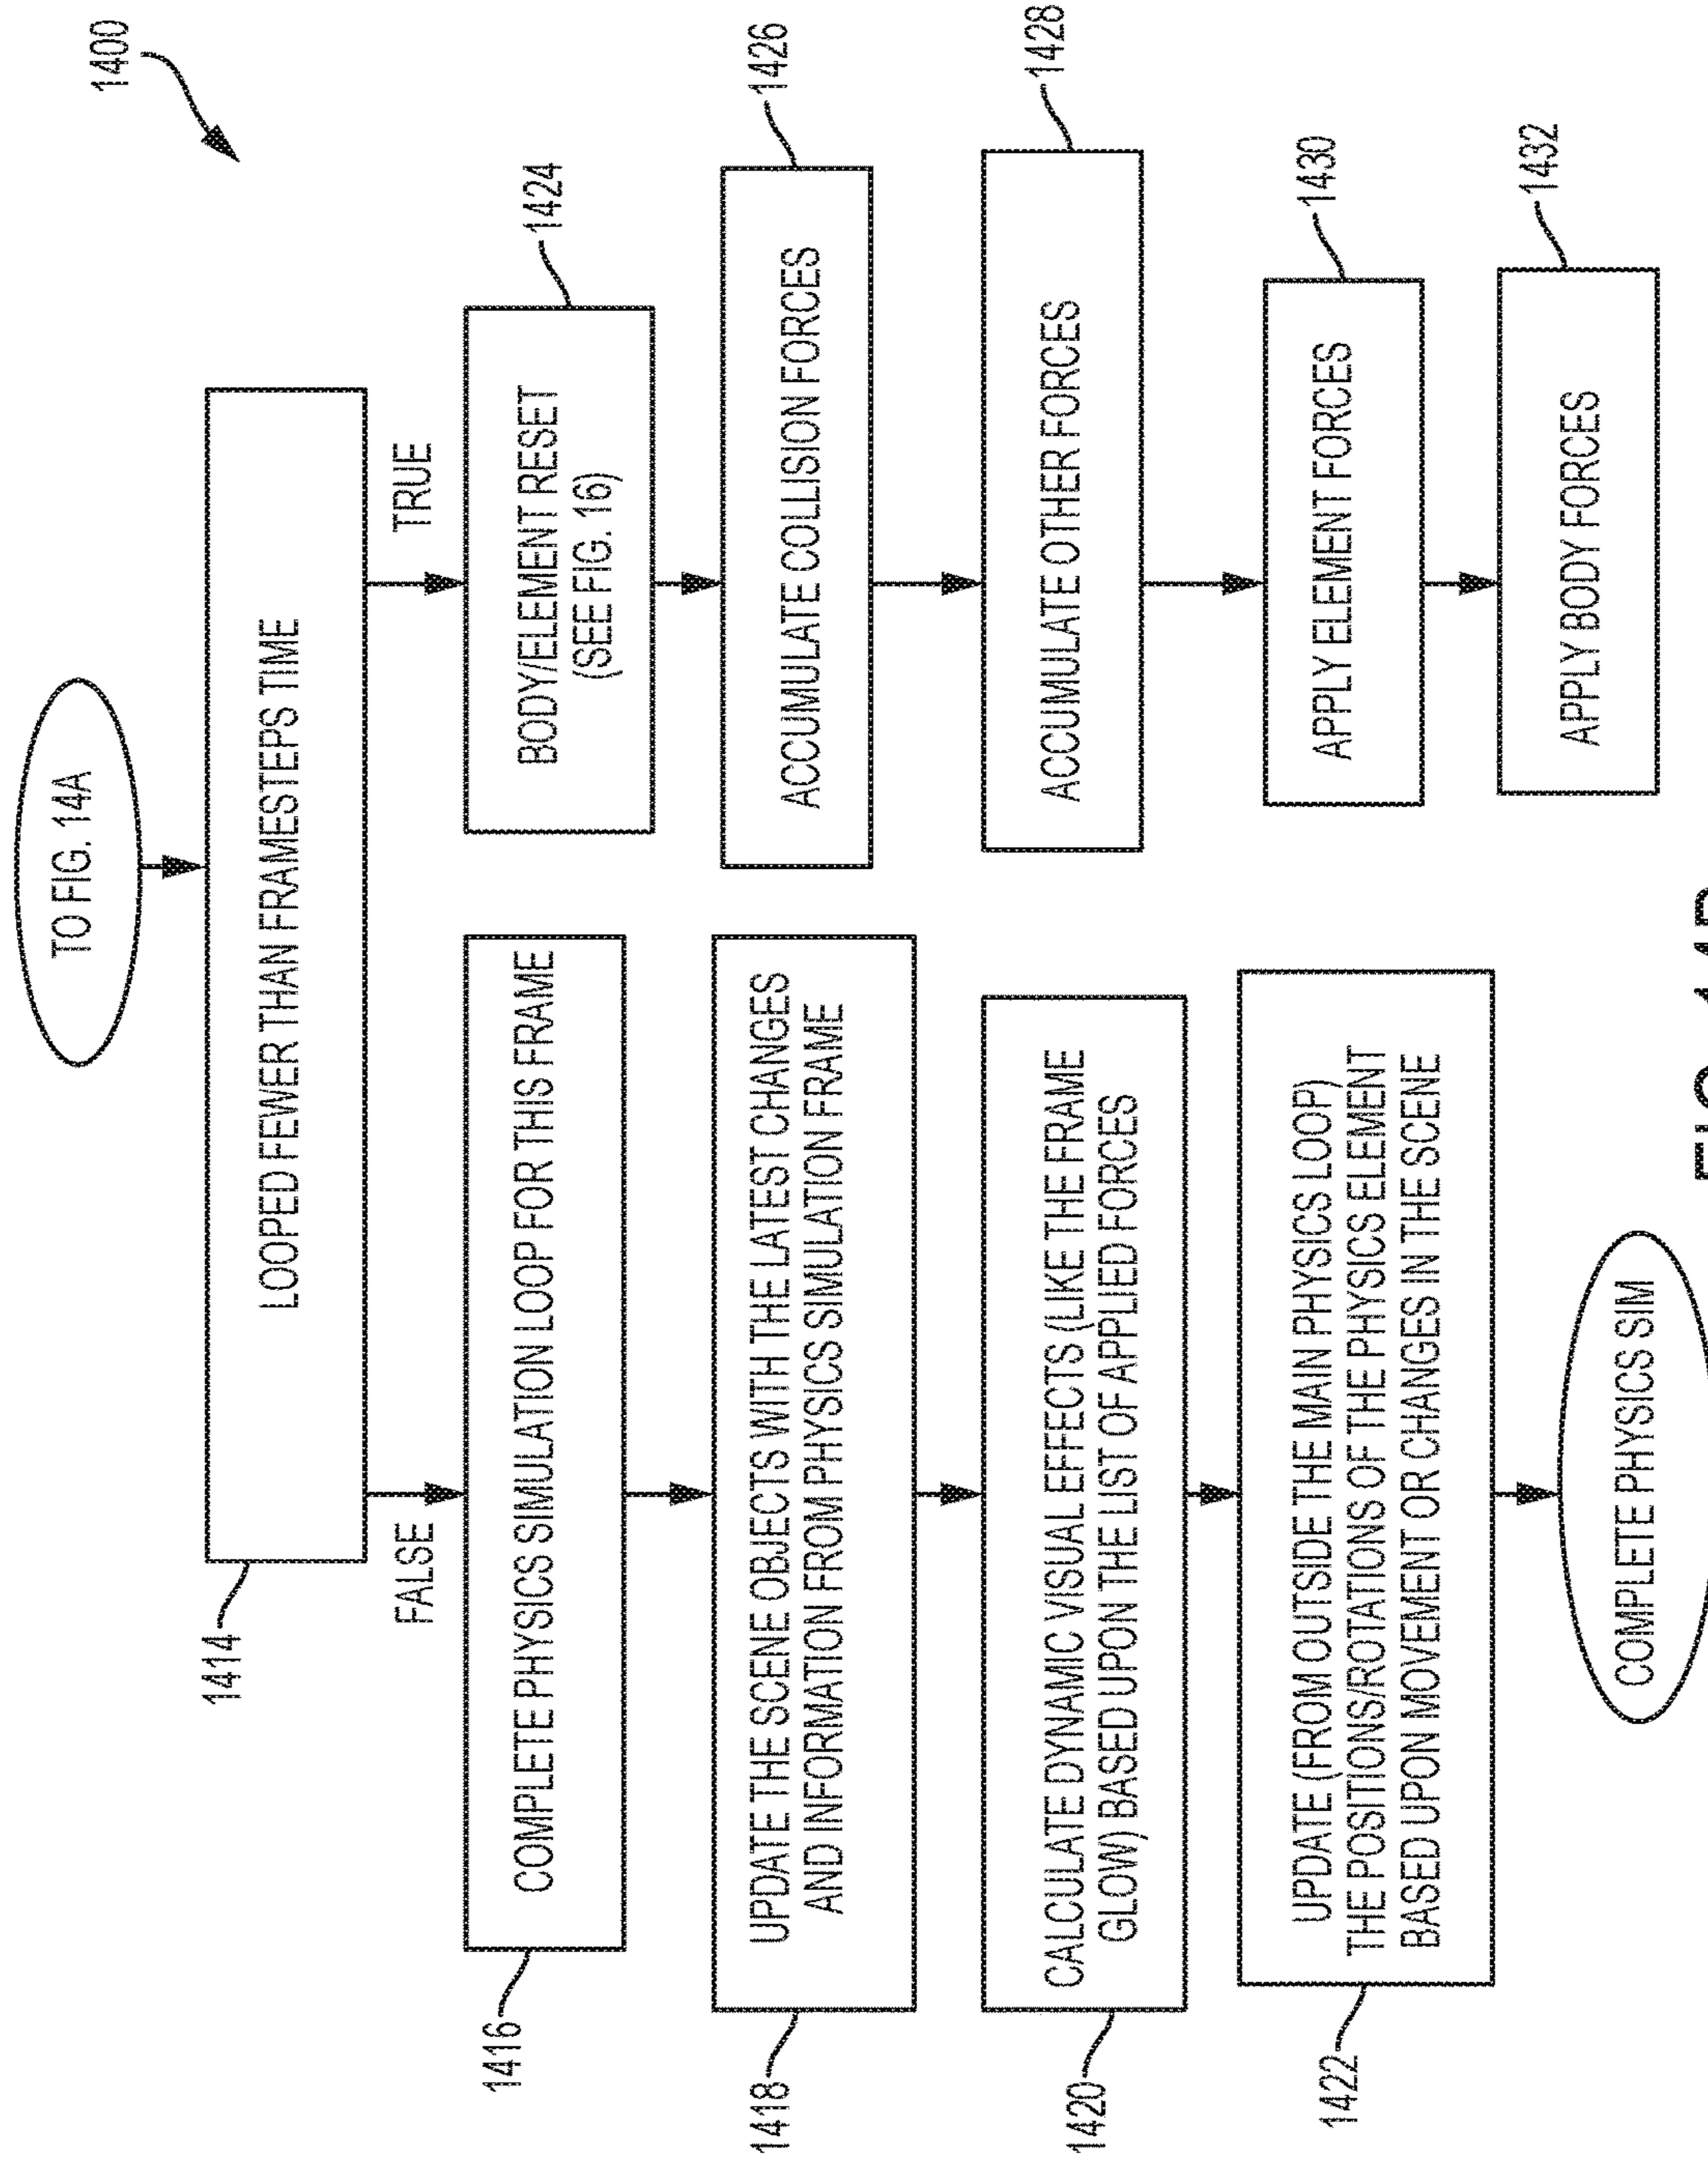 1400
TO FIG. 14A
LOOPED FEWER THAN FRAMESTEPS TIME
1414
FALSE
TRUE
COMPLETE PHYSICS SIMULATION LOOP FOR THIS FRAME
1416
UPDATE THE SCENE OBJECTS WITH THE LATEST CHANGES
AND INFORMATION FROM PHYSICS SIMULATION FRAME
1418
CALCULATE DYNAMIC VISUAL EFFECTS (LIKE THE FRAME
GLOW) BASED UPON THE LIST OF APPLIED FORCES
1420
UPDATE (FROM OUTSIDE THE MAIN PHYSICS LOOP)
THE POSITIONS/ROTATIONS OF THE PHYSICS ELEMENT
BASED UPON MOVEMENT OR CHANGES IN THE SCENE
1422
COMPLETE PHYSICS SIM
BODY/ELEMENT RESET
(SEE FIG. 16)
1424
ACCUMULATE COLLISION FORCES
1426
ACCUMULATE OTHER FORCES
1428
APPLY ELEMENT FORCES
1430
APPLY BODY FORCES
1432